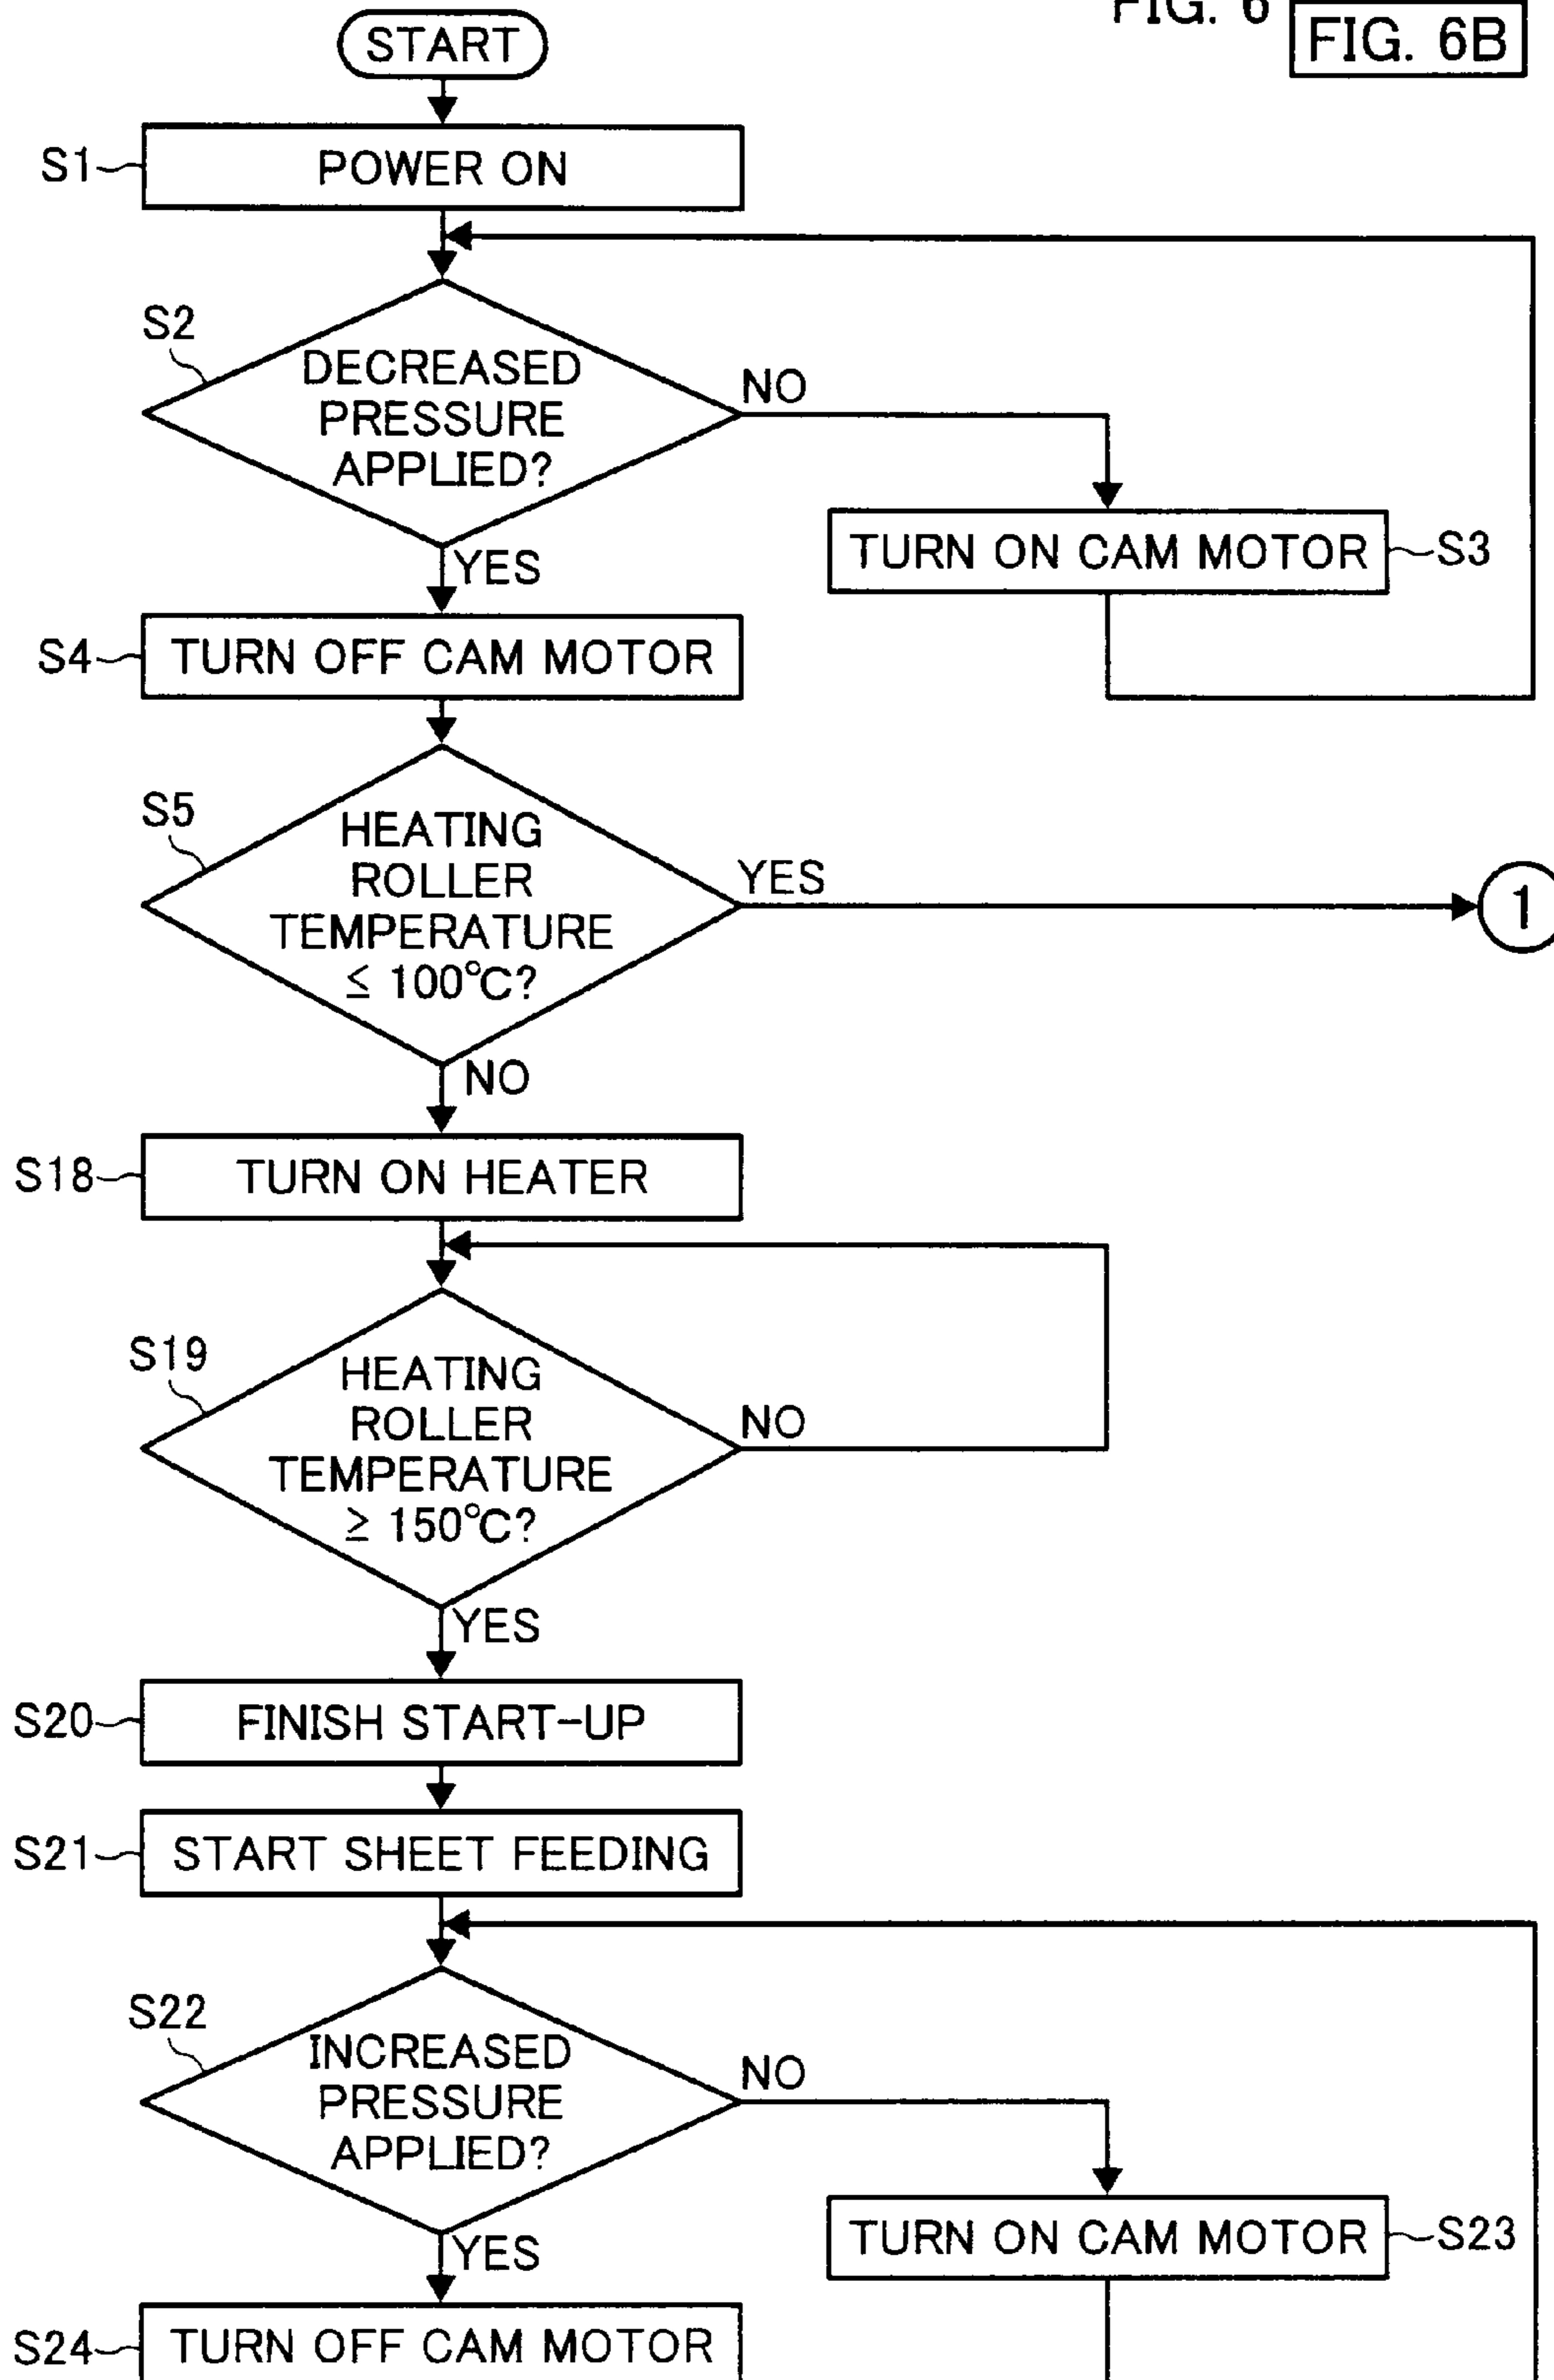 FIG. 6
FIG. 6B
START
S1
POWER ON
S2
DECREASED
PRESSURE
APPLIED?
NO
YES
TURN ON CAM MOTOR
S3
S4
TURN OFF CAM MOTOR
S5
HEATING
ROLLER
TEMPERATURE
≤ 100°C?
YES
1
NO
S18
TURN ON HEATER
S19
HEATING
ROLLER
TEMPERATURE
≥ 150°C?
NO
YES
S20
FINISH START-UP
S21
START SHEET FEEDING
S22
INCREASED
PRESSURE
APPLIED?
NO
YES
TURN ON CAM MOTOR
S23
S24
TURN OFF CAM MOTOR